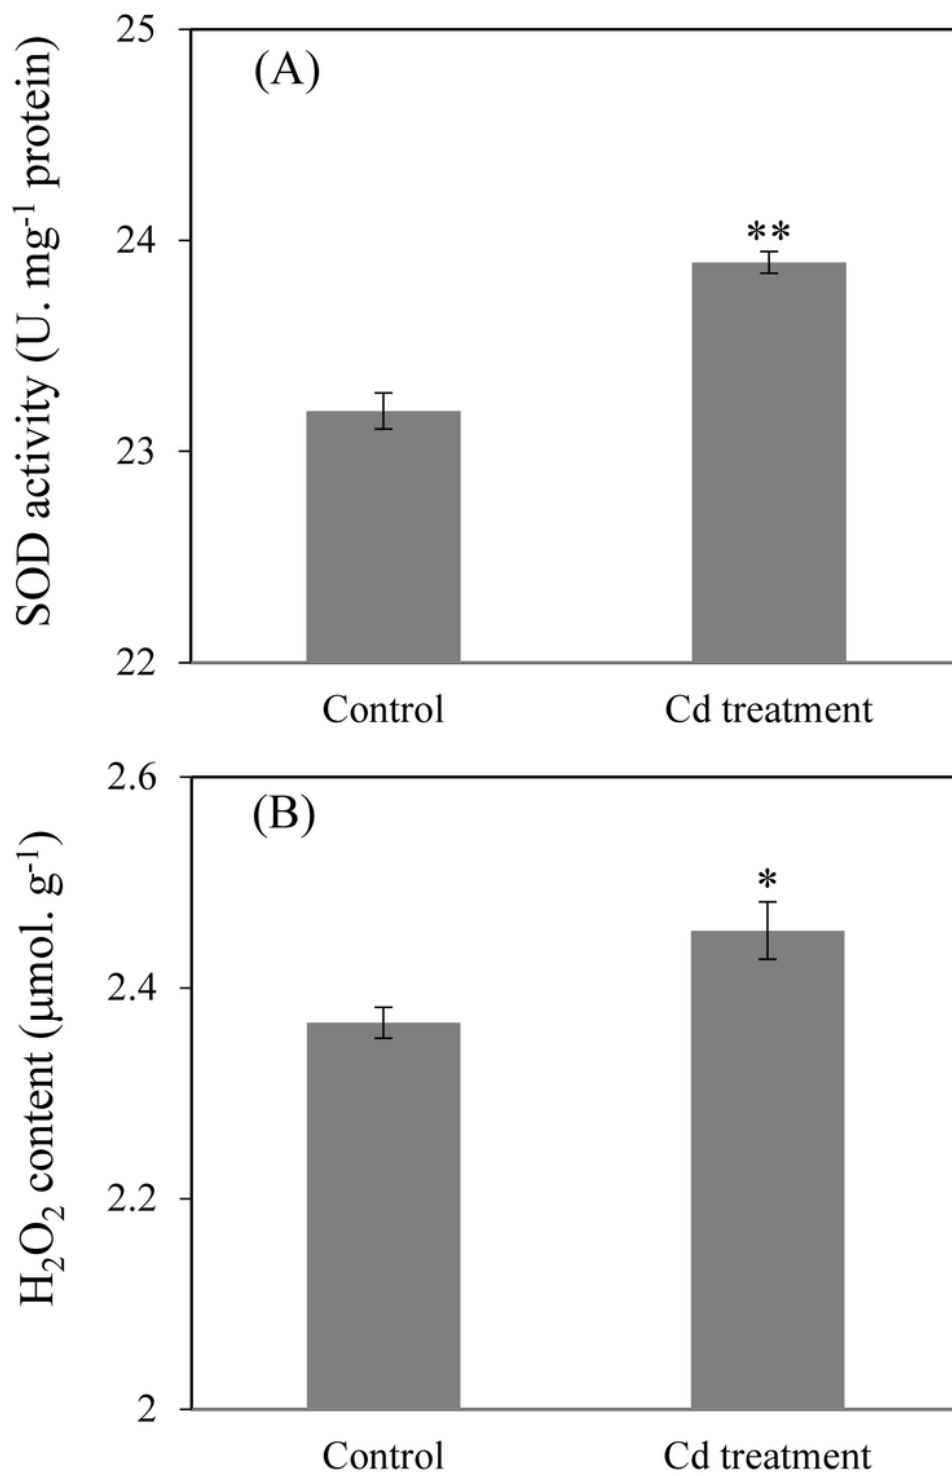 (A)
SOD activity (U. mg⁻¹ protein)
25
24
23
22
**
Control
Cd treatment
(B)
H₂O₂ content (μmol. g⁻¹)
2.6
2.4
2.2
2
*
Control
Cd treatment